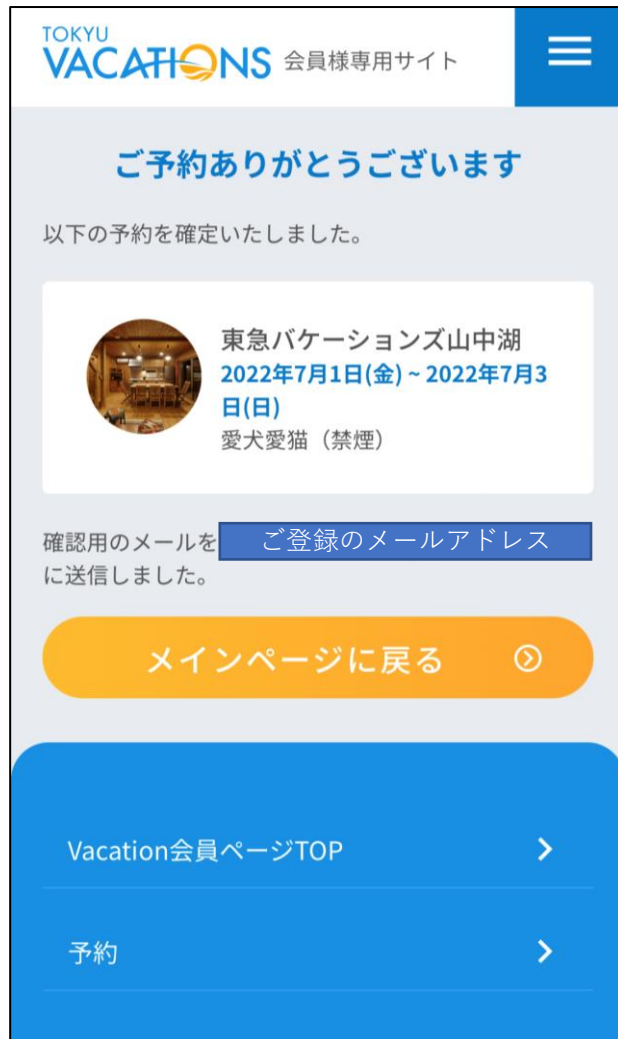 TOKYU
VACATIONS 会員様専用サイト
ご予約ありがとうございます
以下の予約を確定いたしました。
東急バケーションズ山中湖
2022年7月1日(金) ~ 2022年7月3
日(日)
愛犬愛猫（禁煙）
確認用のメールを ご登録のメールアドレス
に送信しました。
メインページに戻る
Vacation会員ページTOP
予約